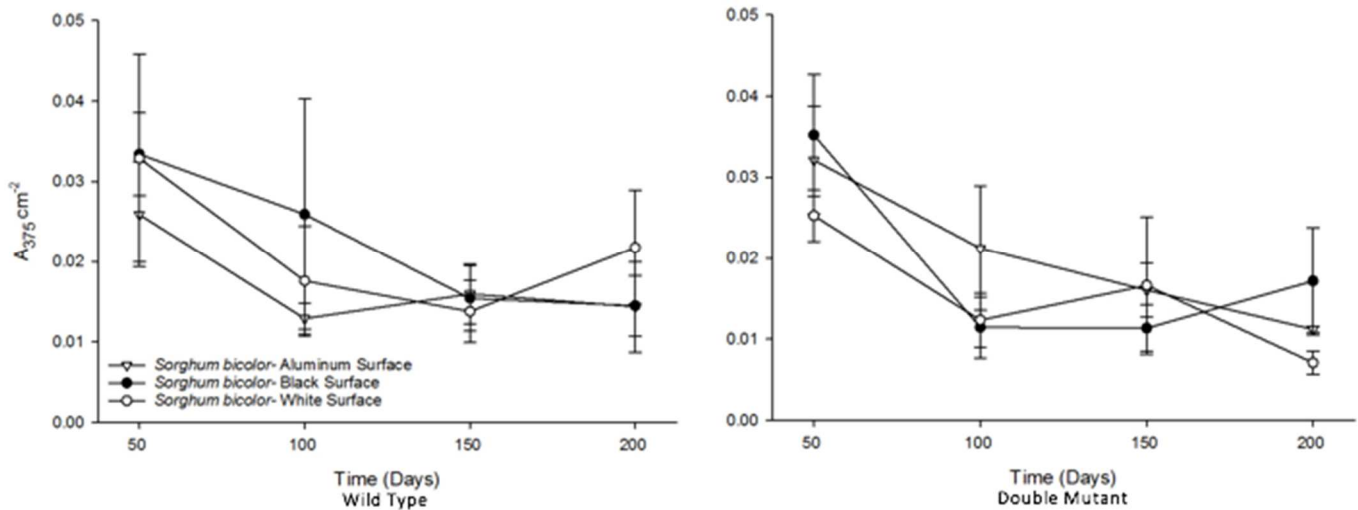 0.05
0.04
0.03
0.02
0.01
0.00
A375 cm-2
Sorghum bicolor- Aluminum Surface
Sorghum bicolor- Black Surface
Sorghum bicolor- White Surface
50 100 150 200
Time (Days)
Wild Type
0.05
0.04
0.03
0.02
0.01
0.00
50 100 150 200
Time (Days)
Double Mutant